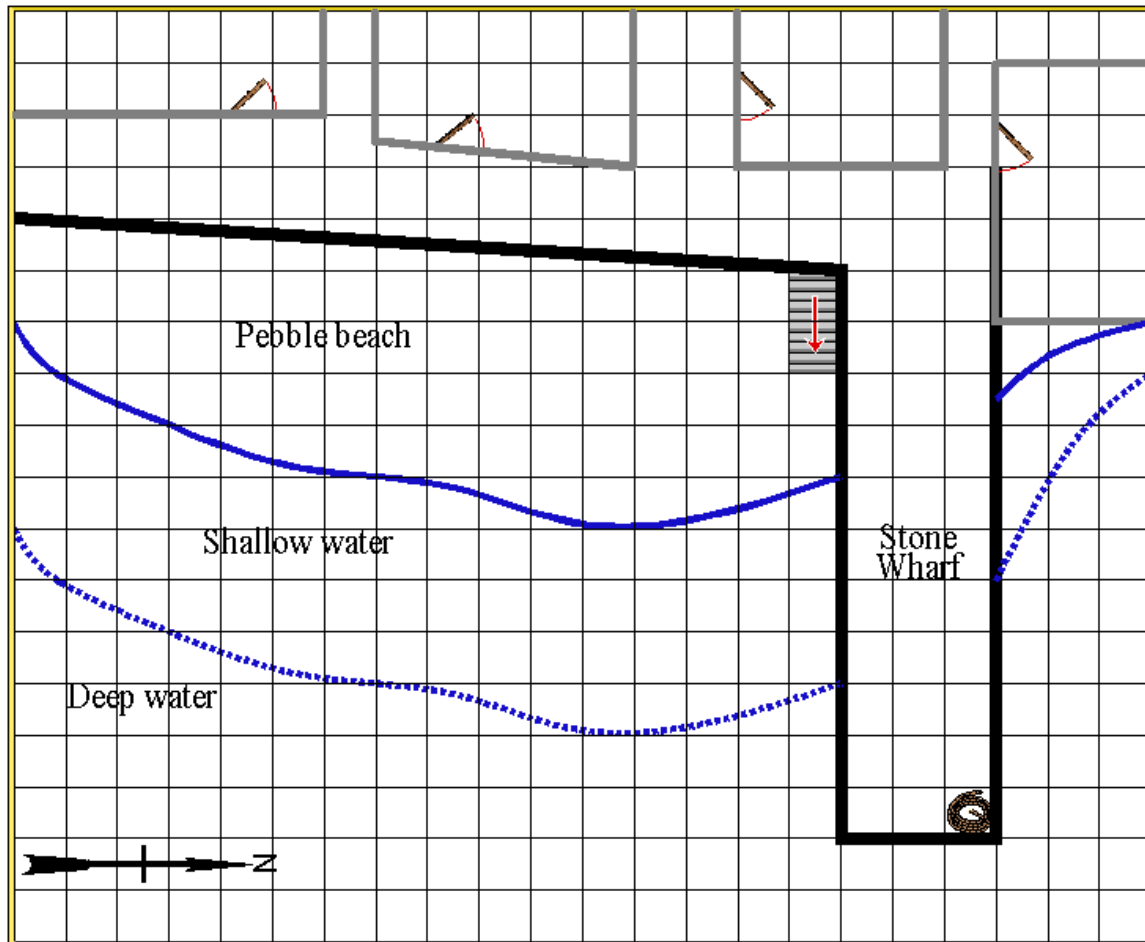 Pebble beach
Shallow water
Stone
Wharf
Deep water
N